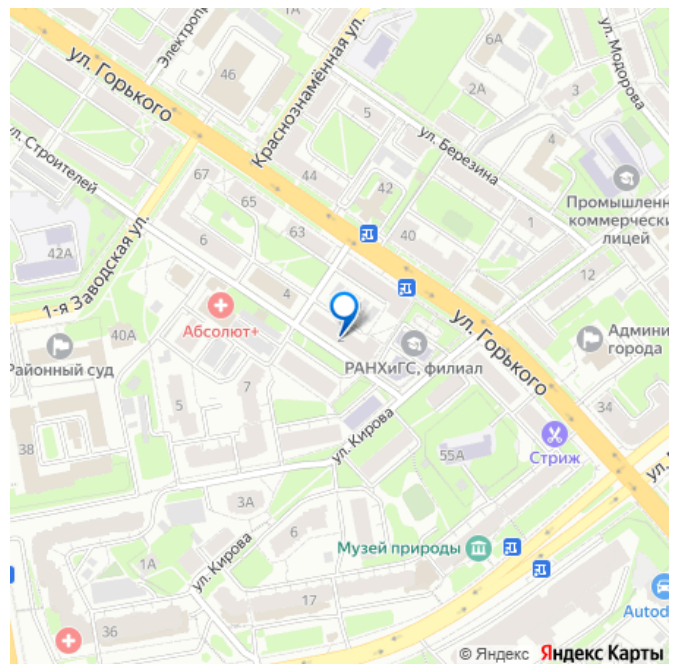 1А
6А
ул. Модорова
46
ул. Горького
Краснознамённая ул.
2А
3
5
ул. Березина
4
ул. Строителей
67
44
42
Промышленн
коммерчески
лицей
65
6
63
40
1
42А
12
1-я Заводская ул.
4
Абсолют+
2
ул. Горького
Админи
города
40А
Районный суд
РАНХиГС, филиал
7
5
34
38
ул. Кирова
55А
Стриж
3А
6
Музей природы
1А
ул. Кирова
17
Autod
36
© Яндекс Яндекс Карты